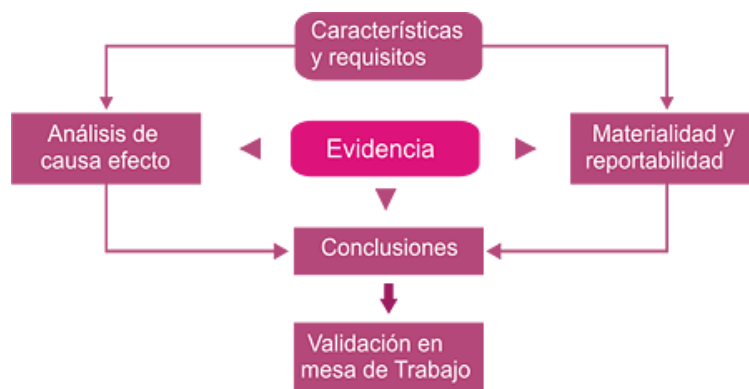 Características
y requisitos
Análisis de
causa efecto
Evidencia
Materialidad y
reportabilidad
Conclusiones
Validación en
mesa de Trabajo